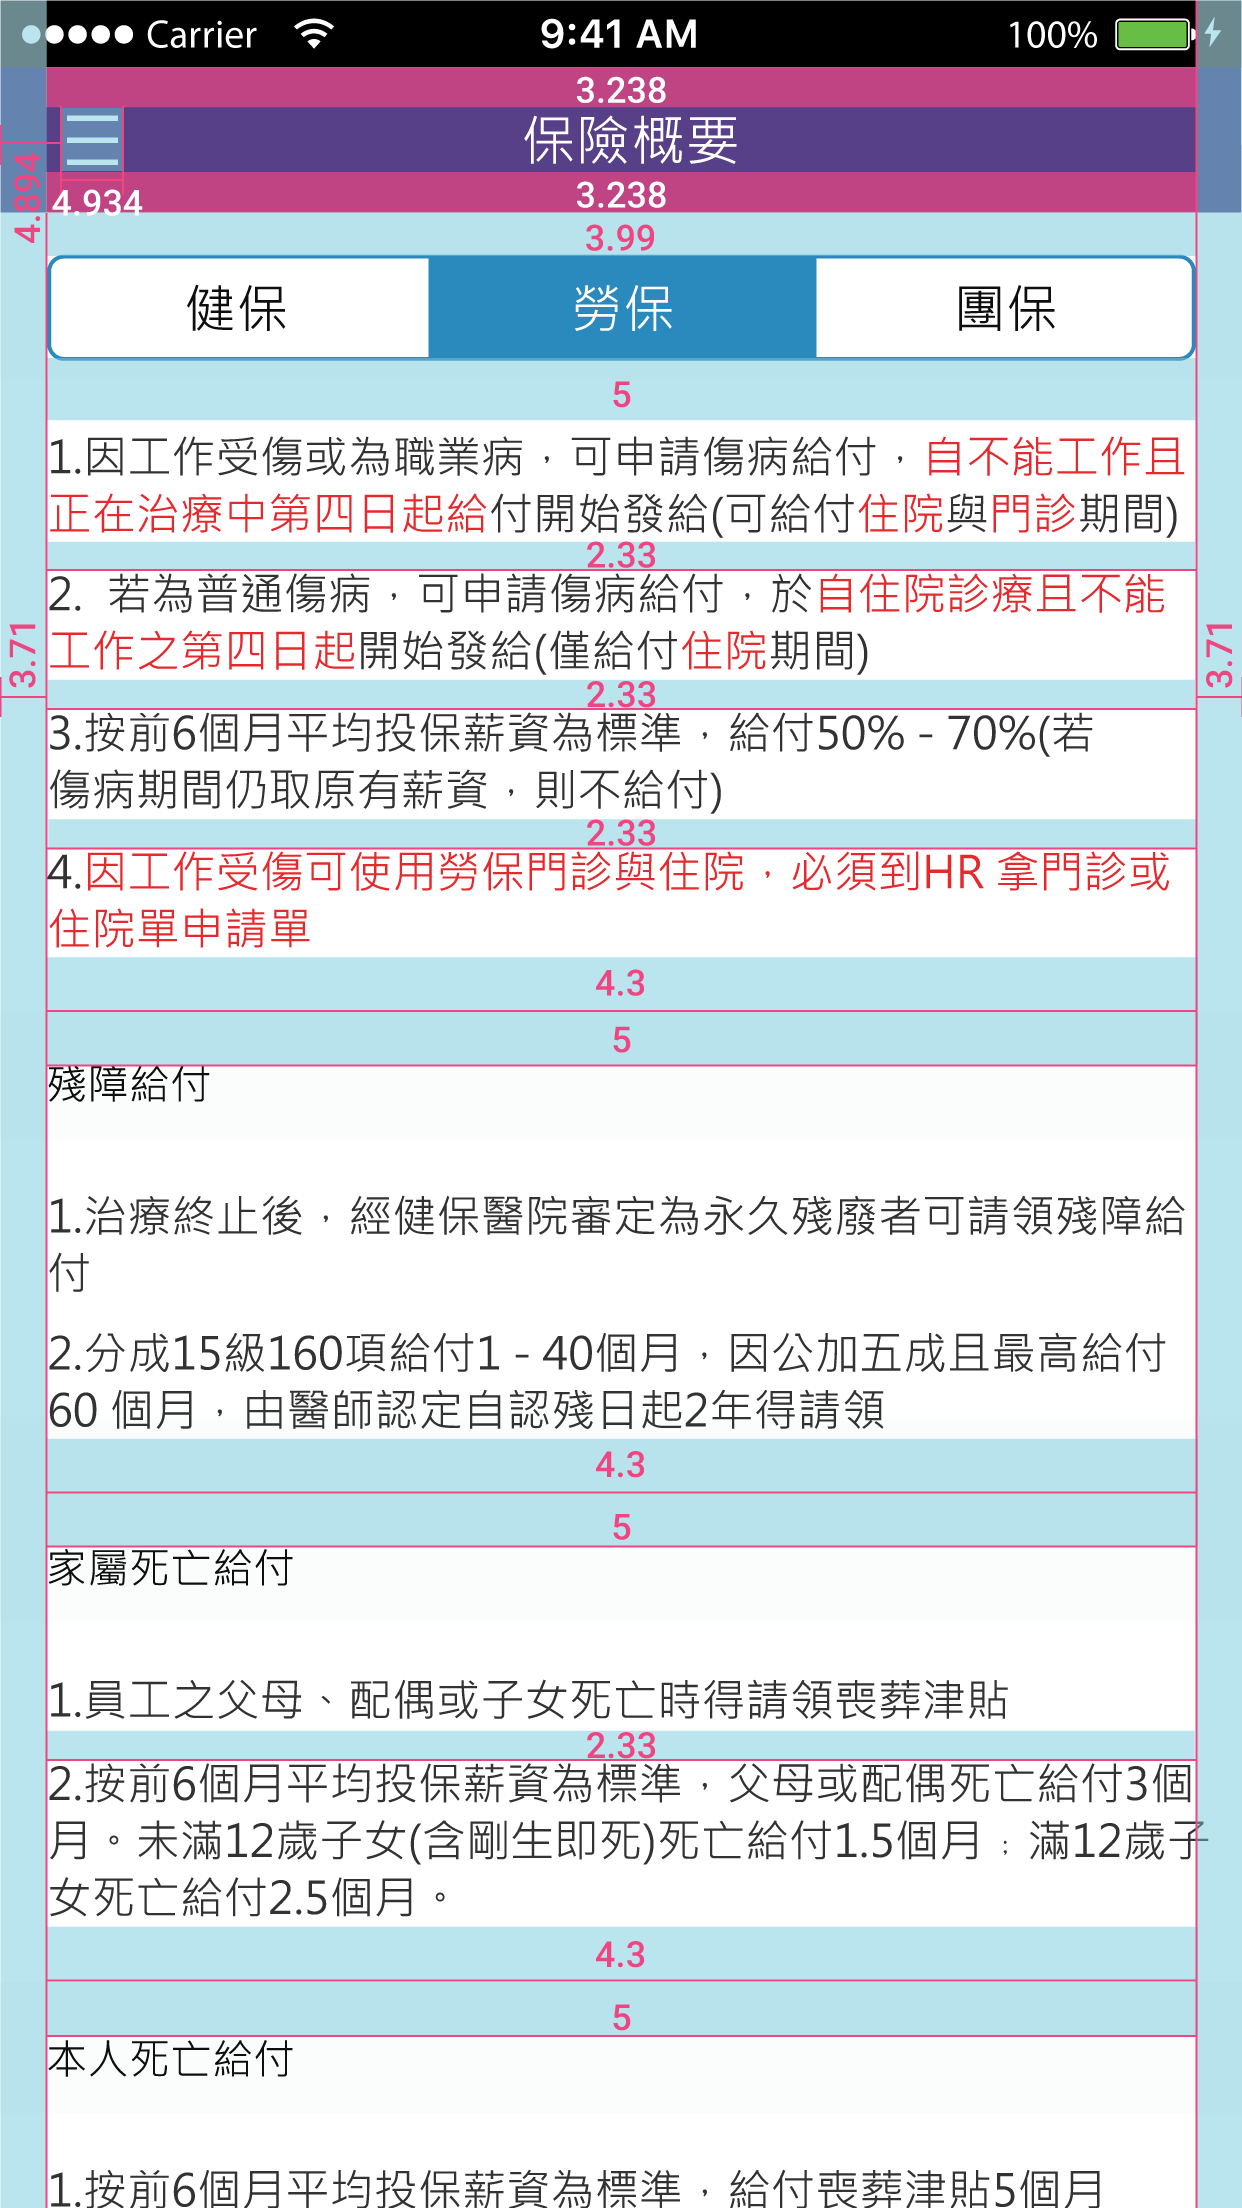 Carrier 9:41 AM 100%
3.238
保險概要
4.894
4.934
3.238
3.99
健保 勞保 團保
5
1.因工作受傷或為職業病，可申請傷病給付，自不能工作且
正在治療中第四日起給付開始發給(可給付住院與門診期間)
2.33
2. 若為普通傷病，可申請傷病給付，於自住院診療且不能
工作之第四日起開始發給(僅給付住院期間)
3.71
3.71
2.33
3.按前6個月平均投保薪資為標準，給付50% - 70%(若
傷病期間仍取原有薪資，則不給付)
2.33
4.因工作受傷可使用勞保門診與住院，必須到HR 拿門診或
住院單申請單
4.3
5
殘障給付
1.治療終止後，經健保醫院審定為永久殘廢者可請領殘障給
付
2.分成15級160項給付1 - 40個月，因公加五成且最高給付
60 個月，由醫師認定自認殘日起2年得請領
4.3
5
家屬死亡給付
1.員工之父母、配偶或子女死亡時得請領喪葬津貼
2.33
2.按前6個月平均投保薪資為標準，父母或配偶死亡給付3個
月。未滿12歲子女(含剛生即死)死亡給付1.5個月；滿12歲子
女死亡給付2.5個月。
4.3
5
本人死亡給付
1.按前6個月平均投保薪資為標準，給付喪葬津貼5個月